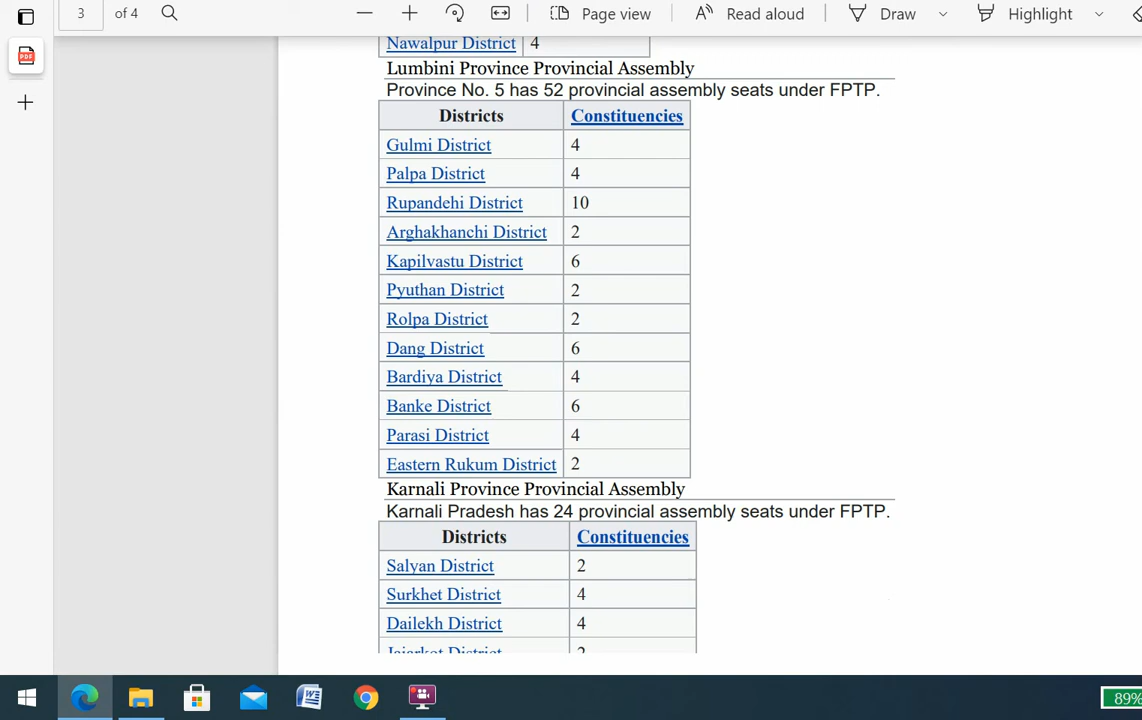 3 of 4 Page view Read aloud Draw Highlight
PDF
Nawalpur District 4
Lumbini Province Provincial Assembly
Province No. 5 has 52 provincial assembly seats under FPTP.
Districts Constituencies
Gulmi District 4
Palpa District 4
Rupandehi District 10
Arghakhanchi District 2
Kapilvastu District 6
Pyuthan District 2
Rolpa District 2
Dang District 6
Bardiya District 4
Banke District 6
Parasi District 4
Eastern Rukum District 2
Karnali Province Provincial Assembly
Karnali Pradesh has 24 provincial assembly seats under FPTP.
Districts Constituencies
Salyan District 2
Surkhet District 4
Dailekh District 4
Jajarkot District 2
89%